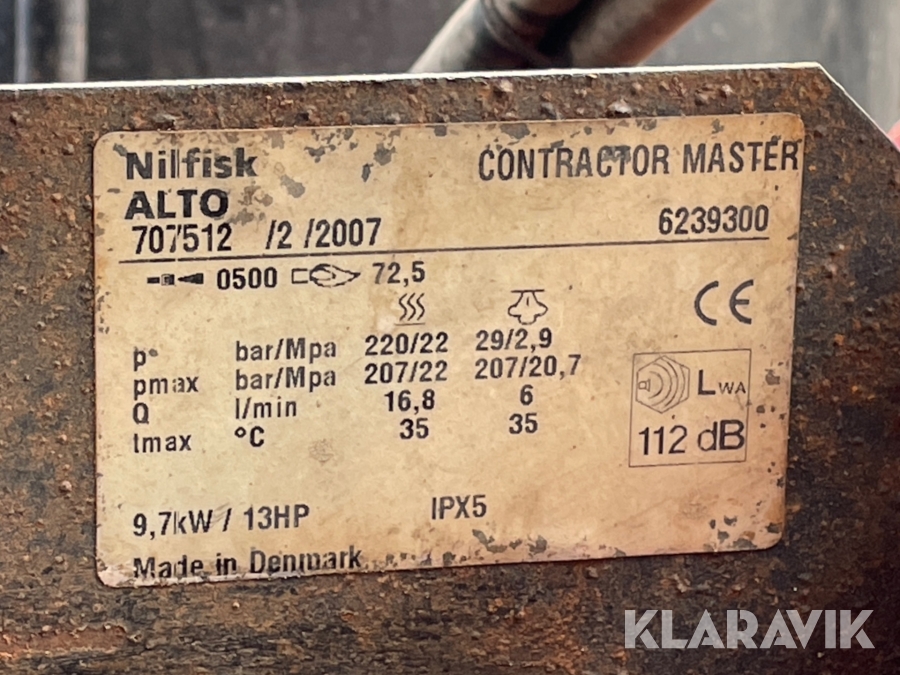 Nilfisk CONTRACTOR MASTER
ALTO
707512 /2 /2007 6239300
0500 72,5
CE
p° bar/Mpa 220/22 29/2,9
pmax bar/Mpa 207/22 207/20,7
Q l/min 16,8 6
tmax °C 35 35
LWA
112 dB
9,7kW / 13HP IPX5
Made in Denmark
KLARAVIK